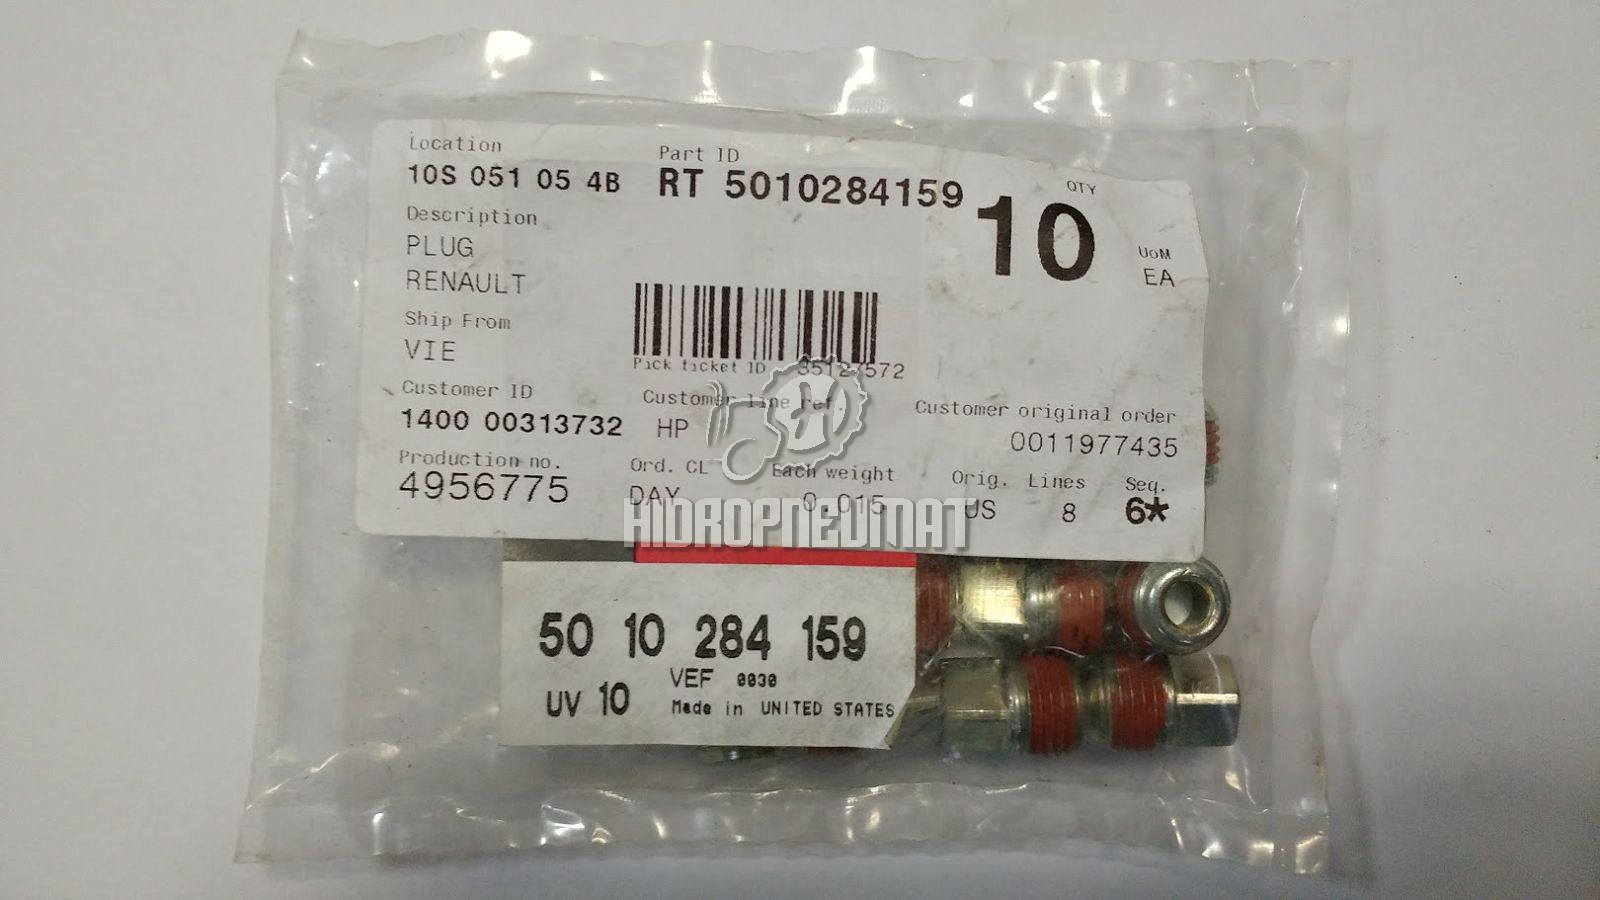 Location
10S 051 05 4B
Part ID
RT 5010284159
QTY
10
UoM
EA
Description
PLUG
RENAULT
Ship From
VIE
Pick ticket ID 35127572
Customer ID
1400 00313732
Customer line ref.
HP
Customer original order
0011977435
Production no.
4956775
Ord. CL
DAY
Each weight
0.015
Orig.
US
Lines
8
Seq.
6*
HIDROPNEUMAT
50 10 284 159
VEF 0030
UV 10
Made in UNITED STATES